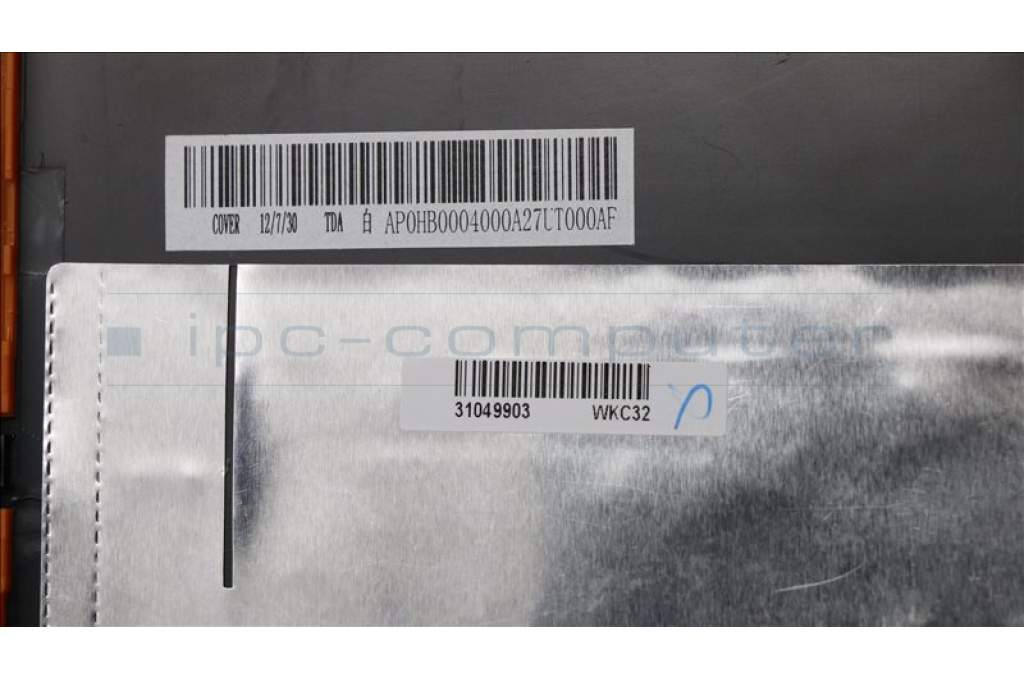 COVER 12/7/30 TDA 白 AP0HB0004000A27UT000AF
ipc-computer
31049903 WKC32